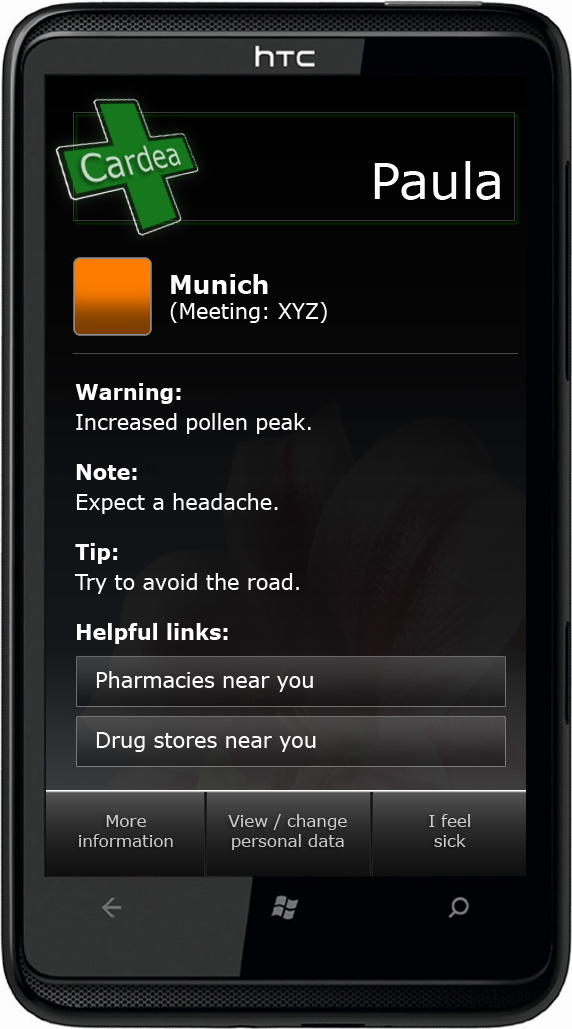 hTC
Cardea
Paula
Munich
(Meeting: XYZ)
Warning:
Increased pollen peak.
Note:
Expect a headache.
Tip:
Try to avoid the road.
Helpful links:
Pharmacies near you
Drug stores near you
More
information
View / change
personal data
I feel
sick